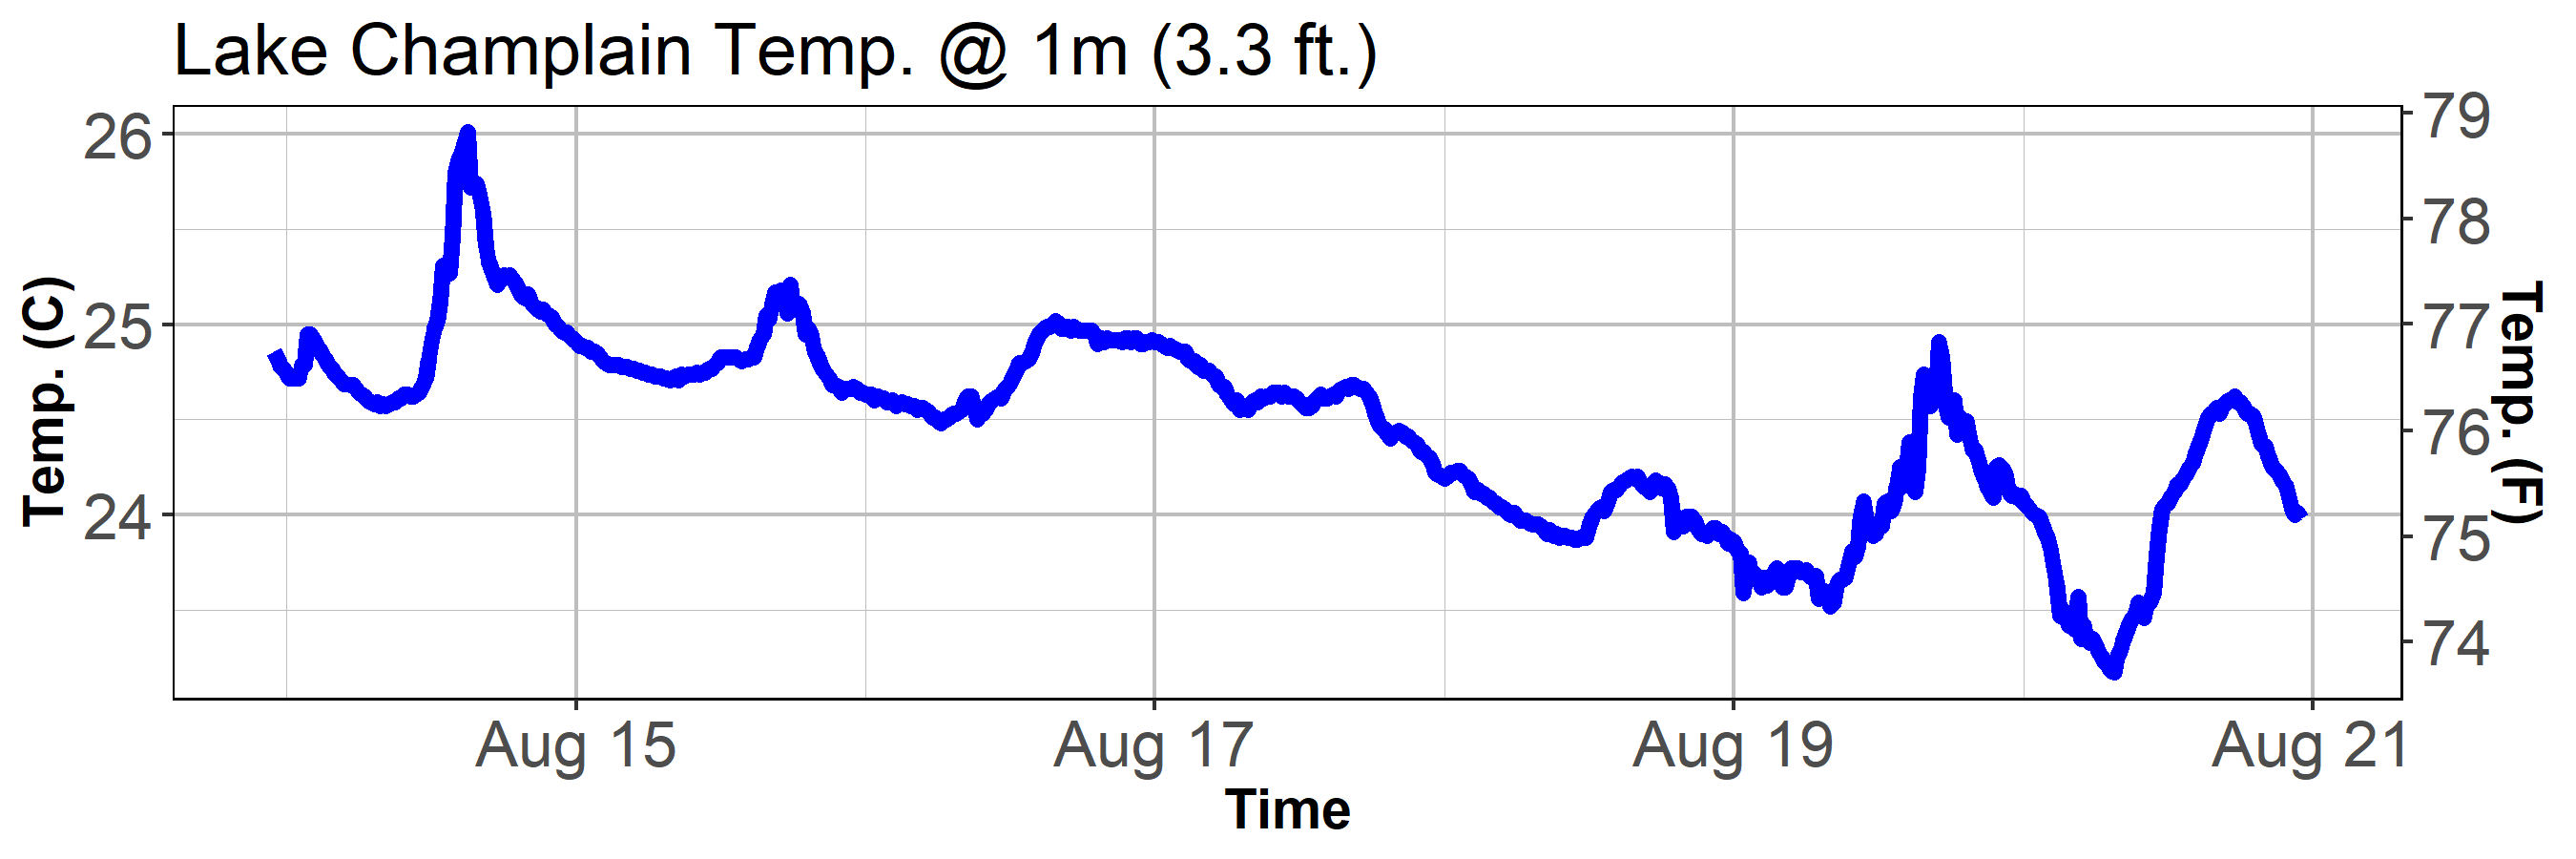 Lake Champlain Temp. @ 1m (3.3 ft.)
Temp. (C)
26
25
24
79
78
77
76
75
74
Temp. (F)
Aug 15 Aug 17 Aug 19 Aug 21
Time